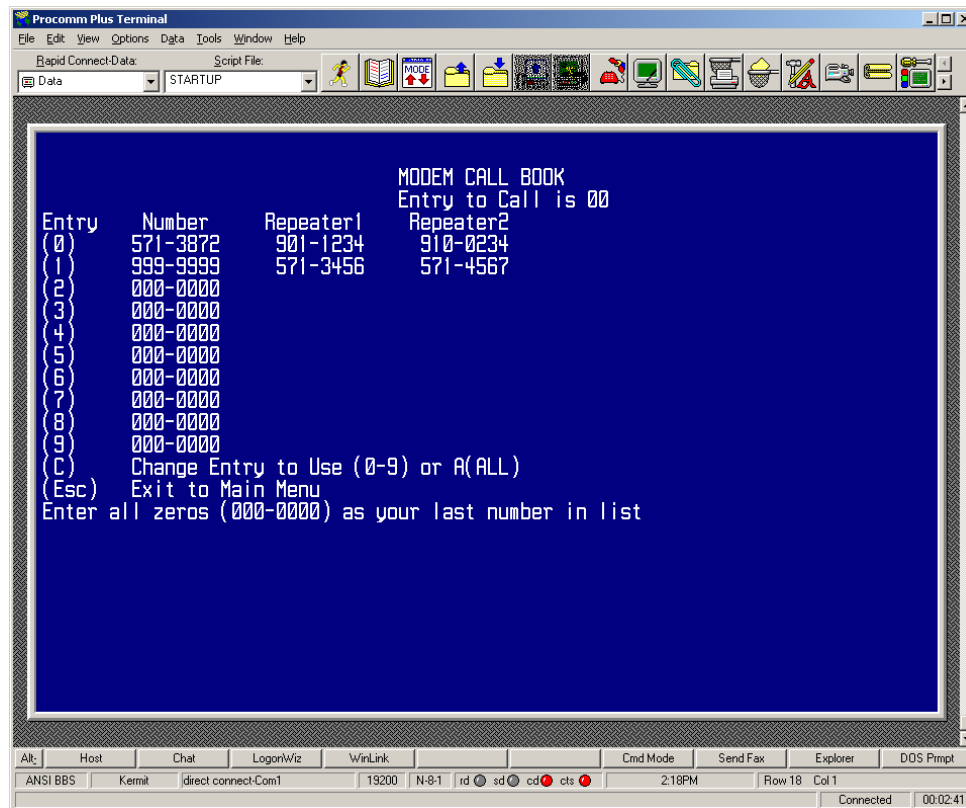 Procomm Plus Terminal
File Edit View Options Data Tools Window Help
Rapid Connect-Data: Script File:
Data STARTUP
MODE
MODEM CALL BOOK
Entry to Call is 00
Entry Number Repeater1 Repeater2
(0) 571-3872 901-1234 910-0234
(1) 999-9999 571-3456 571-4567
(2) 000-0000
(3) 000-0000
(4) 000-0000
(5) 000-0000
(6) 000-0000
(7) 000-0000
(8) 000-0000
(9) 000-0000
(C) Change Entry to Use (0-9) or A(ALL)
(Esc) Exit to Main Menu
Enter all zeros (000-0000) as your last number in list
Alt: Host Chat LogonWiz WinLink Cmd Mode Send Fax Explorer DOS Prmpt
ANSI BBS Kermit direct connect-Com1 19200 N-8-1 rd sd cd cts 2:18PM Row 18 Col 1
Connected 00:02:41